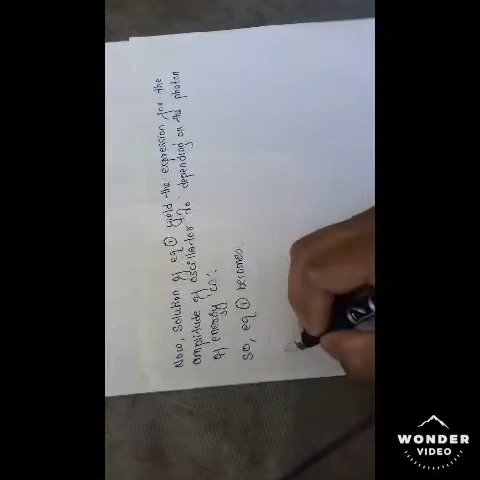 Now, Solution of eq ① yield the expression for the
amplitude of oscillator to depending on the photon
of energy
So, eq ① becomes.
WONDER
VIDEO